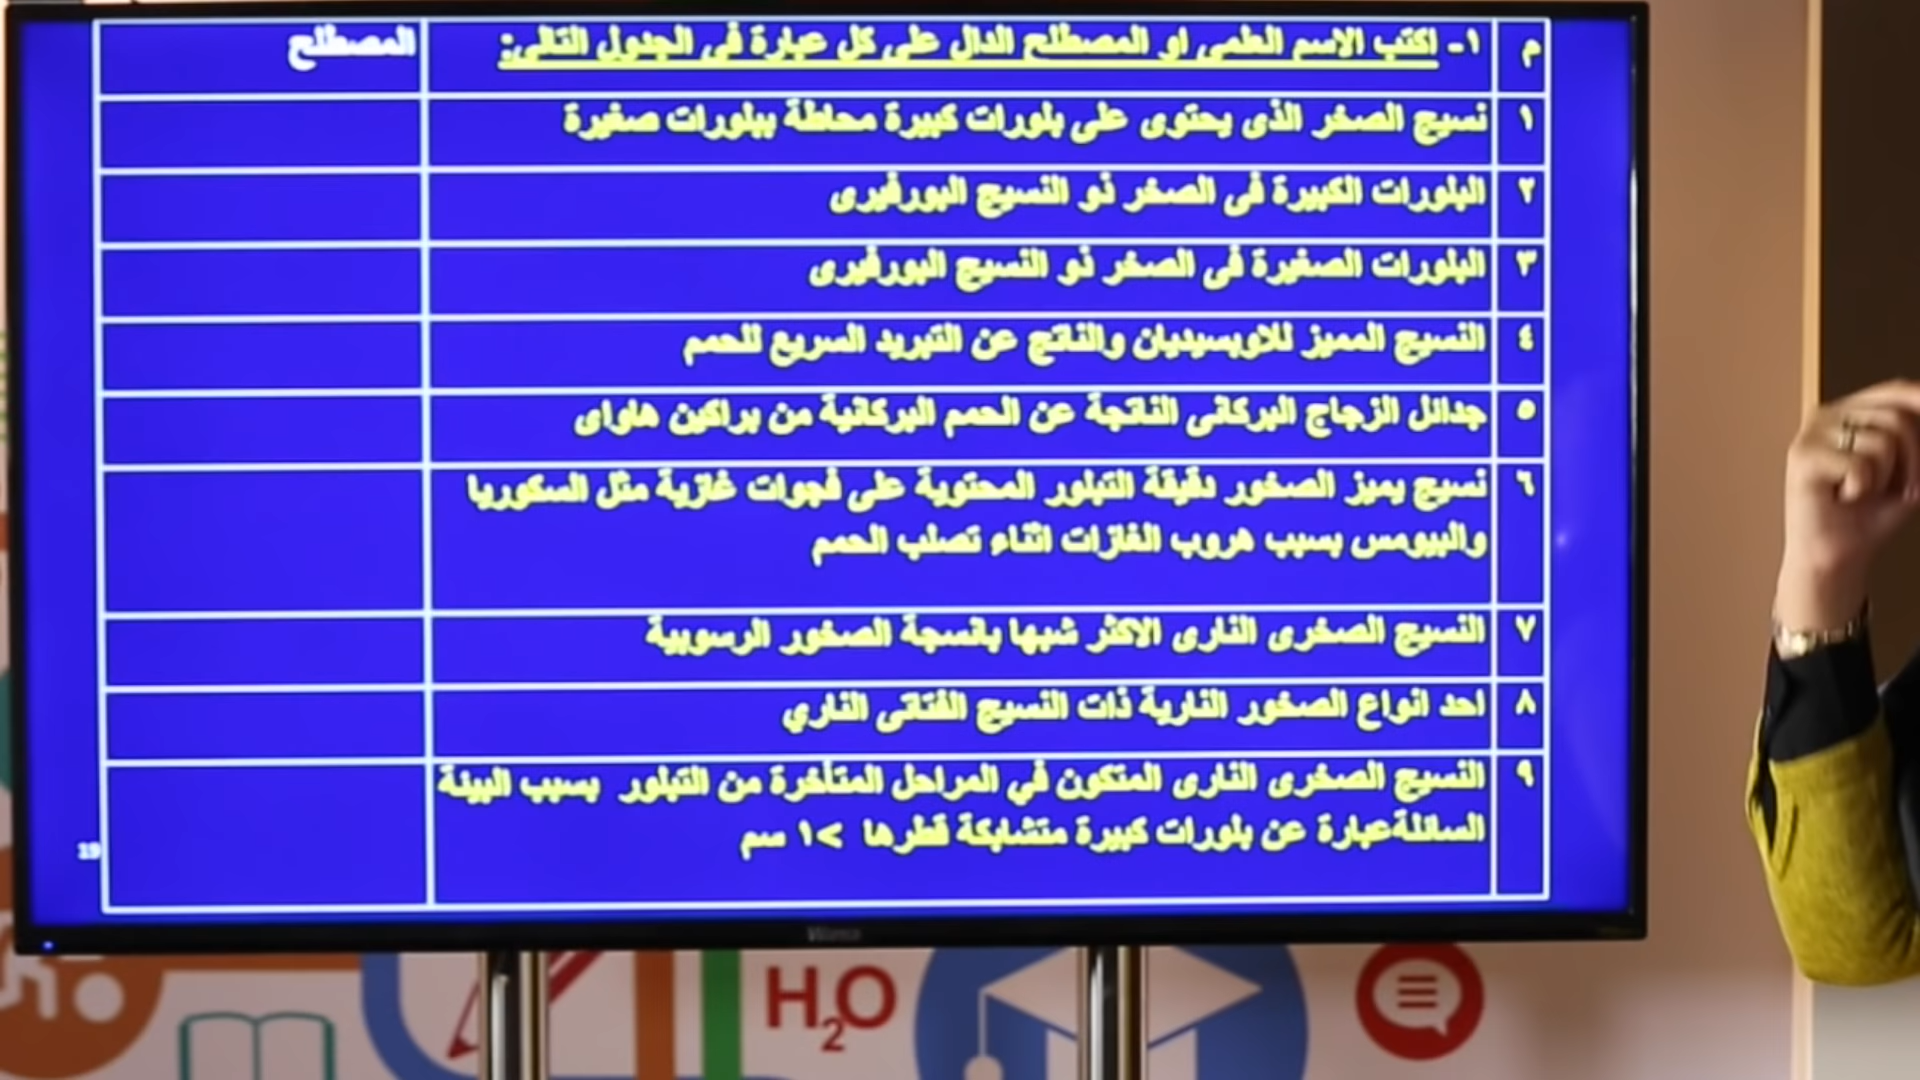 م ١- اكتب الاسم العلمى او المصطلح الدال على كل عبارة فى الجدول التالى: المصطلح
١ نسيج الصخر الذى يحتوى على بلورات كبيرة محاطة ببلورات صغيرة
٢ البلورات الكبيرة فى الصخر ذو النسيج البورفيرى
٣ البلورات الصغيرة فى الصخر ذو النسيج البورفيرى
٤ النسيج المميز للاوبسيديان والناتج عن التبريد السريع للحمم
٥ جدائل الزجاج البركانى الناتجة عن الحمم البركانية من براكين هاواى
٦ نسيج يميز الصخور دقيقة التبلور المحتوية على فجوات غازية مثل السكوريا
والبيومس بسبب هروب الغازات اثناء تصلب الحمم
٧ النسيج الصخرى النارى الاكثر شبها بانسجة الصخور الرسوبية
٨ احد انواع الصخور النارية ذات النسيج الفتاتى الناري
٩ النسيج الصخرى النارى المتكون في المراحل المتأخرة من التبلور بسبب البيئة
السائلةعبارة عن بلورات كبيرة متشابكة قطرها >١ سم
19
H2O